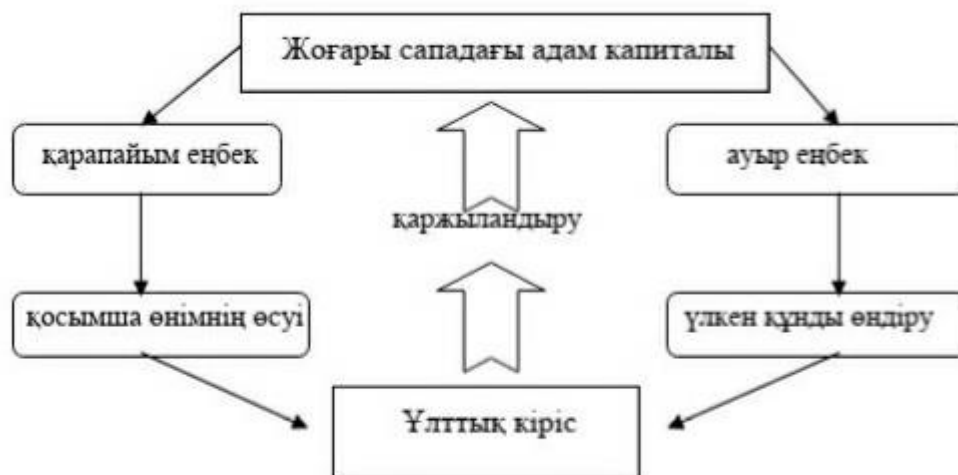 Жоғары сападағы адам капиталы
қарапайым еңбек
ауыр еңбек
қаржыландыру
қосымша өнімнің өсуі
үлкен құнды өндіру
Ұлттық кіріс